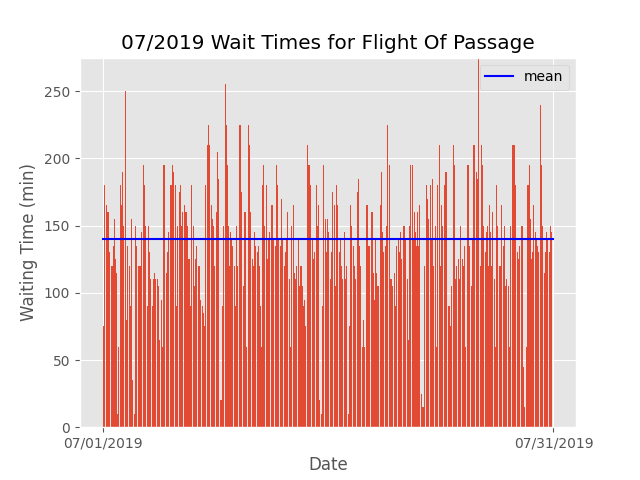 07/2019 Wait Times for Flight Of Passage
mean
250
200
150
100
50
0
Waiting Time (min)
07/01/2019
07/31/2019
Date